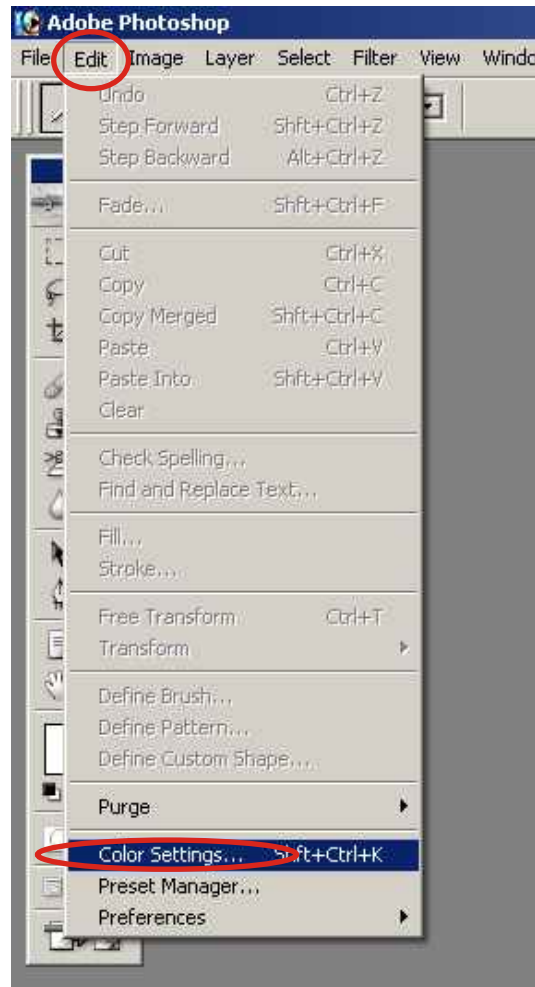 Adobe Photoshop
File Edit Image Layer Select Filter View Windo
Undo Ctrl+Z
Step Forward Shft+Ctrl+Z
Step Backward Alt+Ctrl+Z
Fade... Shft+Ctrl+F
Cut Ctrl+X
Copy Ctrl+C
Copy Merged Shft+Ctrl+C
Paste Ctrl+V
Paste Into Shft+Ctrl+V
Clear
Check Spelling...
Find and Replace Text...
Fill...
Stroke...
Free Transform Ctrl+T
Transform
Define Brush...
Define Pattern...
Define Custom Shape...
Purge
Color Settings... Shft+Ctrl+K
Preset Manager...
Preferences